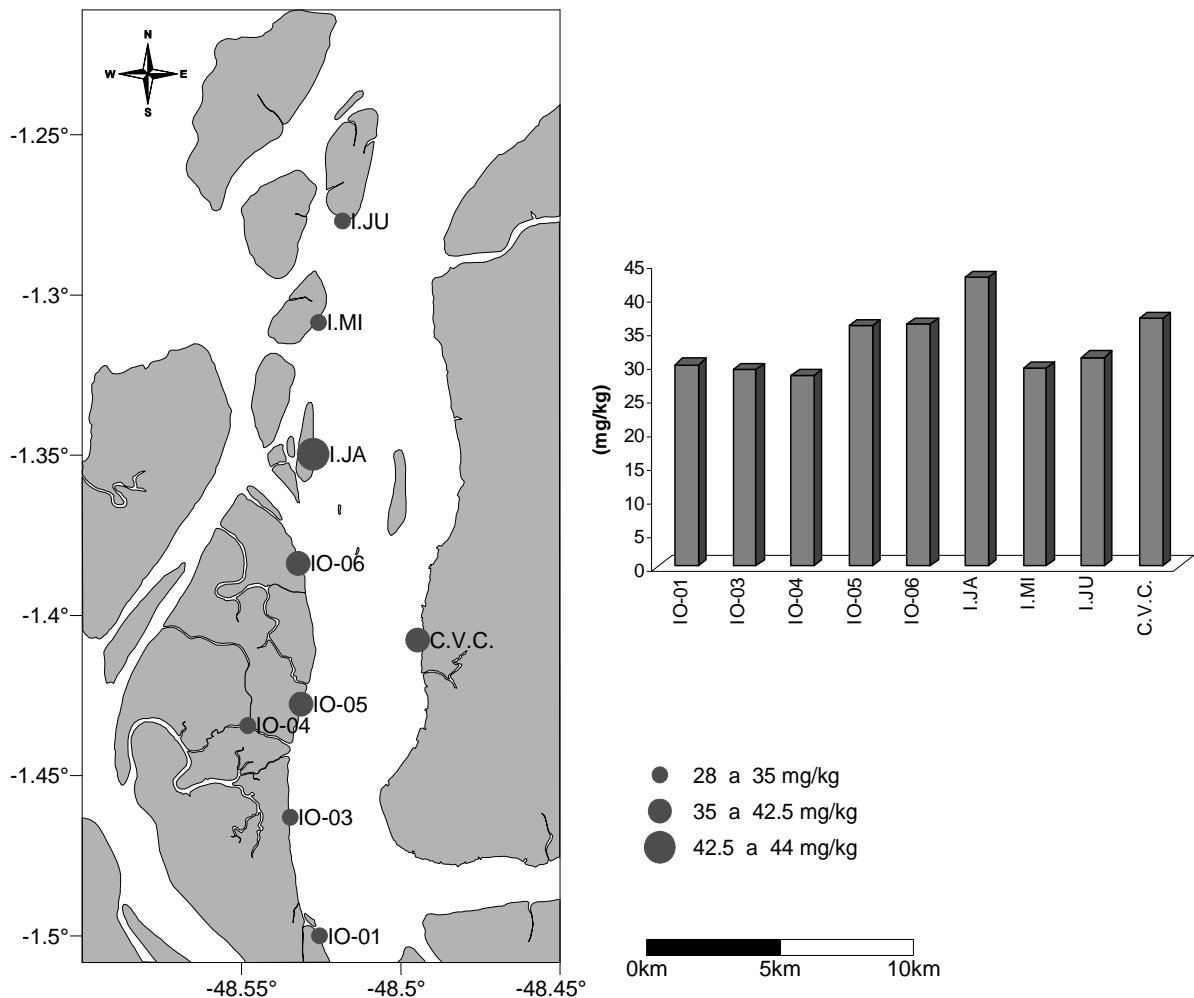 N
W E
S
-1.25°
-1.3°
-1.35°
-1.4°
-1.45°
-1.5°
-48.55°
-48.5°
-48.45°
I.JU
I.MI
I.JA
IO-06
C.V.C.
IO-05
IO-04
IO-03
IO-01
(mg/kg)
45
40
35
30
25
20
15
10
5
0
IO-01
IO-03
IO-04
IO-05
IO-06
I.JA
I.MI
I.JU
C.V.C.
28 a 35 mg/kg
35 a 42.5 mg/kg
42.5 a 44 mg/kg
0km 5km 10km